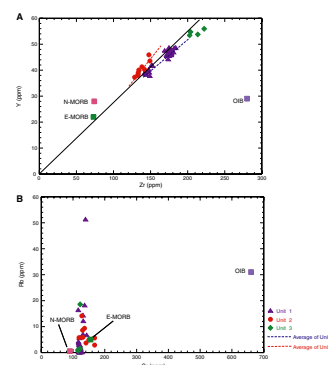 A
60
50
40
30
20
10
0
Y (ppm)
N-MORB
E-MORB
OIB
0 50 100 150 200 250 300
Zr (ppm)
B
60
50
40
30
20
10
0
Rb (ppm)
N-MORB
E-MORB
OIB
0 100 200 300 400 500 600 700
Unit 1
Unit 2
Unit 3
Average of Uni
Average of Uni